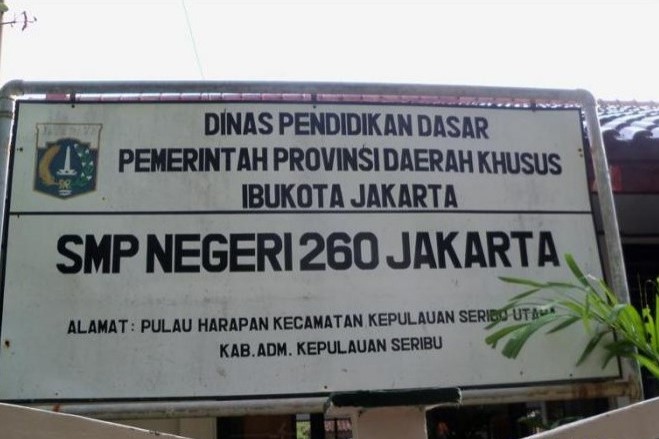 DINAS PENDIDIKAN DASAR
PEMERINTAH PROVINSI DAERAH KHUSUS
IBUKOTA JAKARTA
SMP NEGERI 260 JAKARTA
ALAMAT: PULAU HARAPAN KECAMATAN KEPULAUAN SERIBU UTARA
KAB.ADM. KEPULAUAN SERIBU